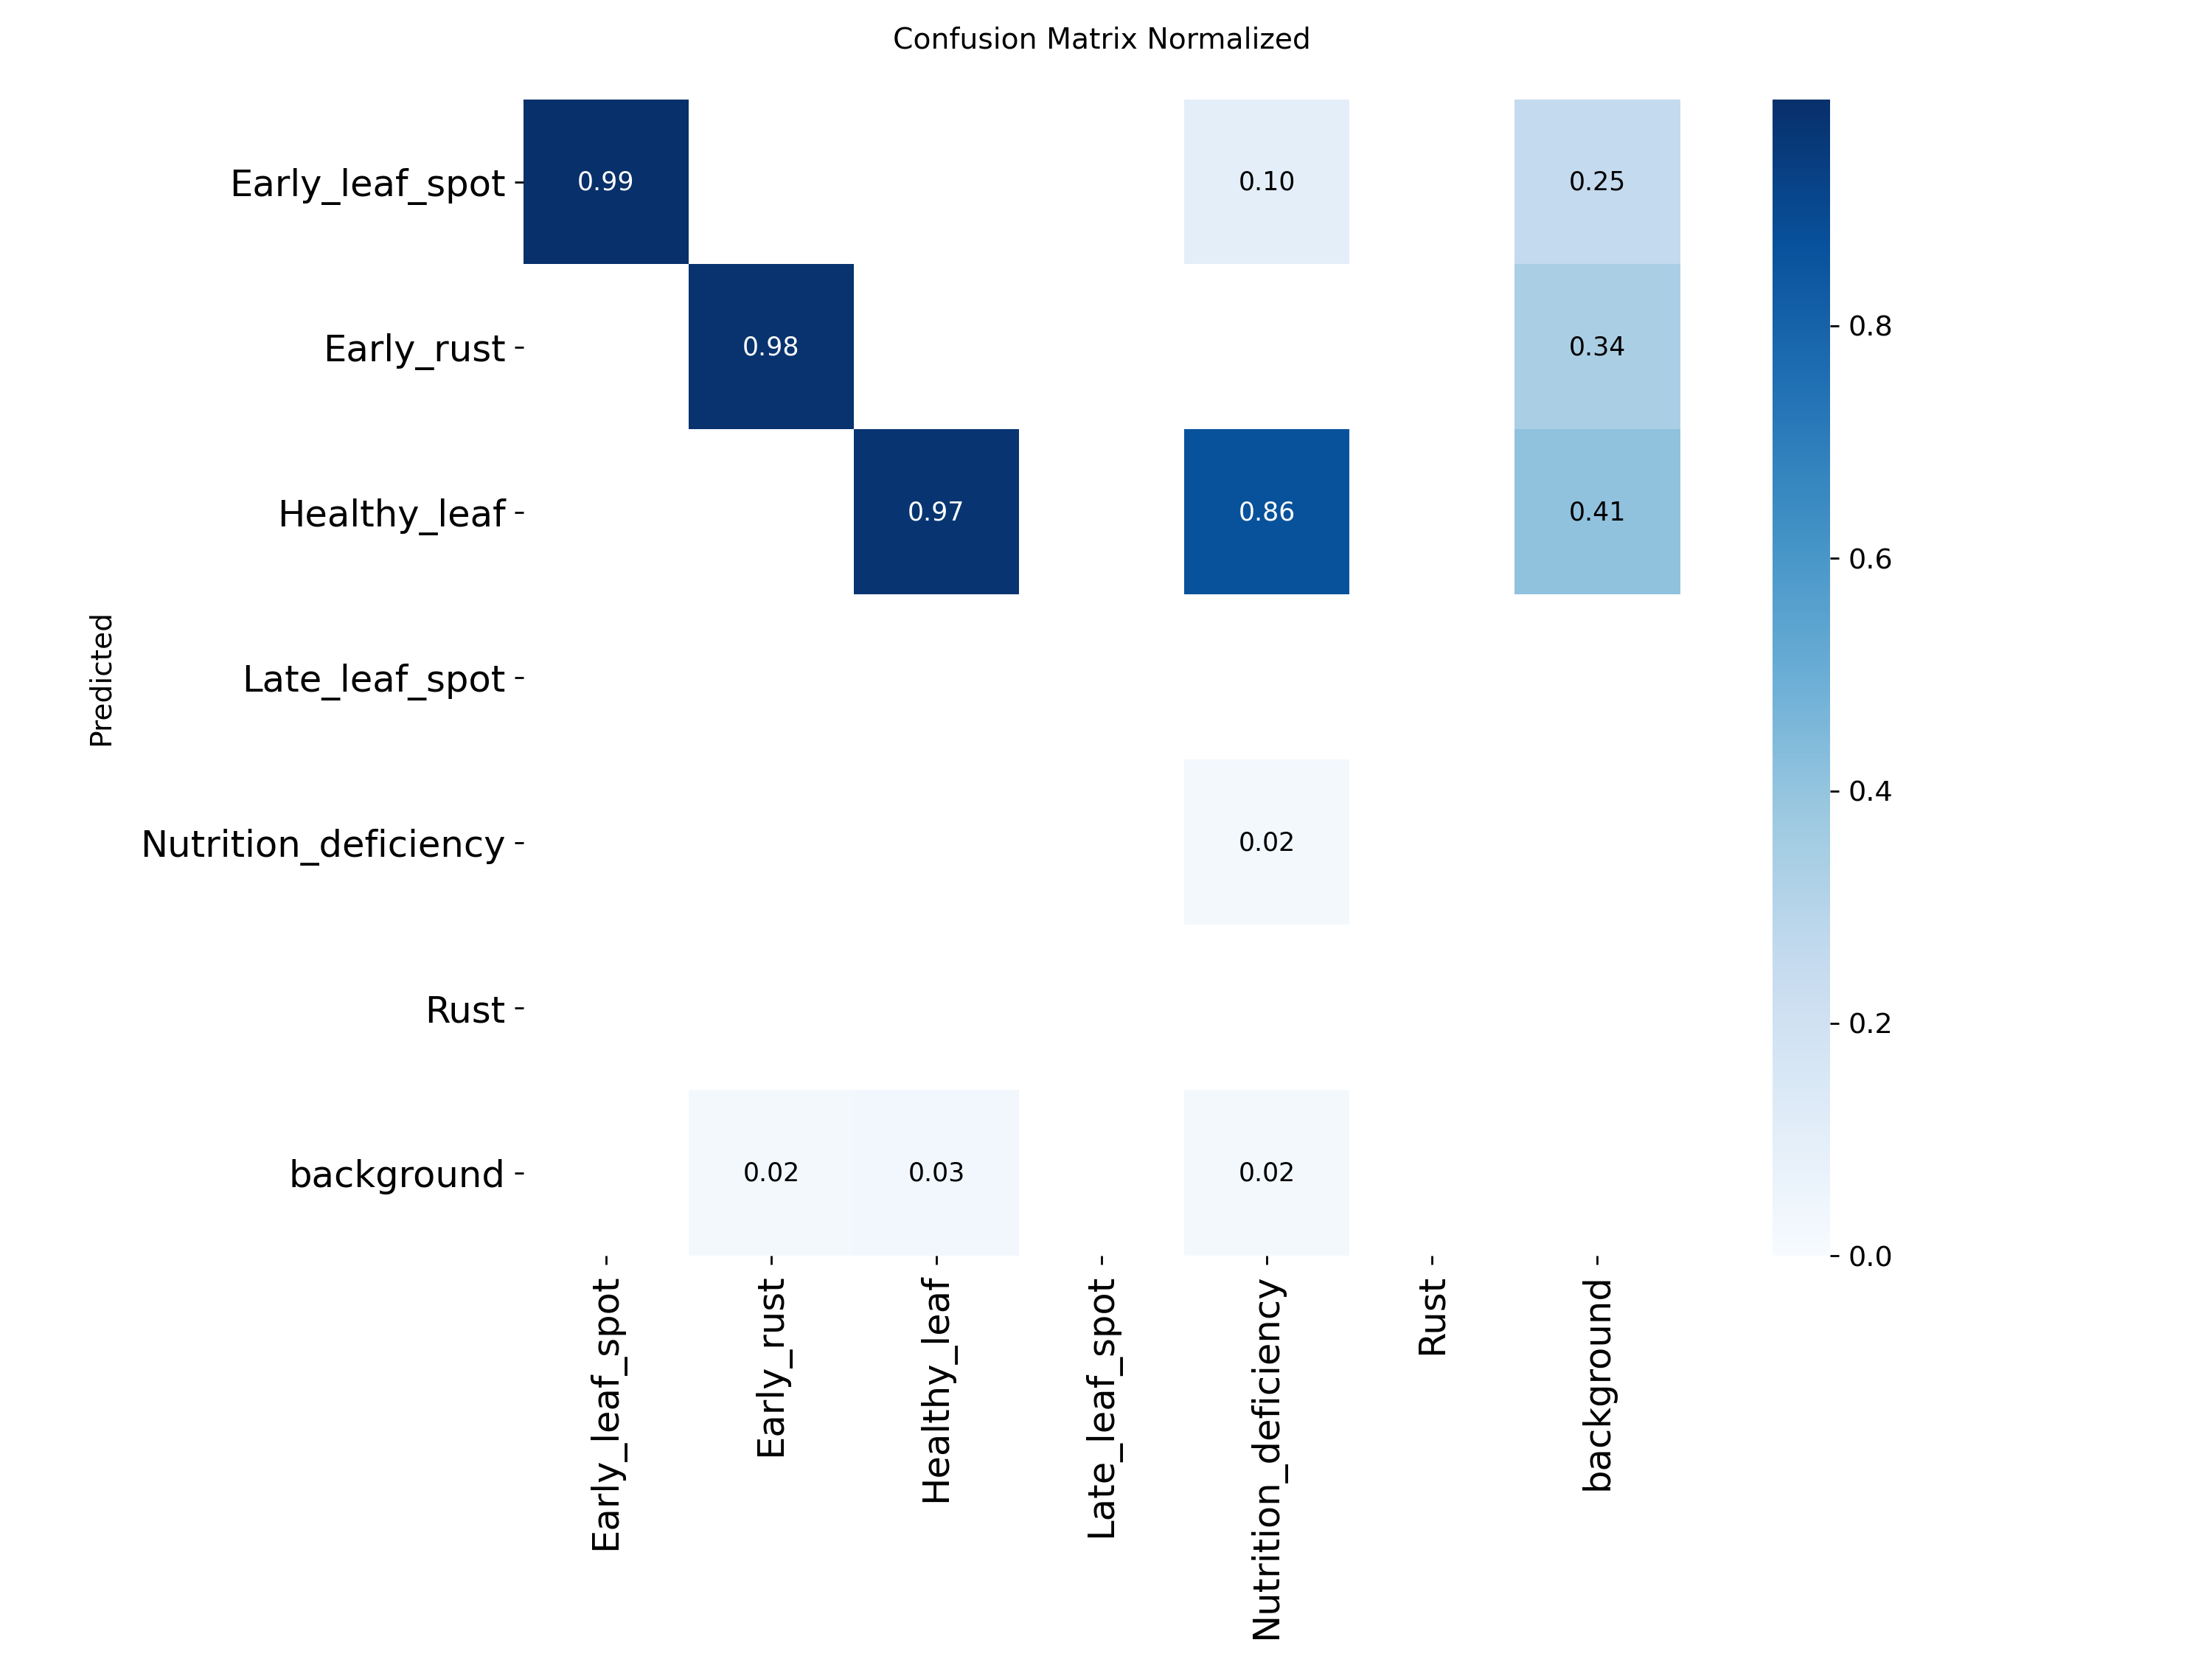 Confusion Matrix Normalized
Early_leaf_spot 0.99 0.10 0.25
Early_rust 0.98 0.34 0.8
Healthy_leaf 0.97 0.86 0.41 0.6
Late_leaf_spot
Predicted
0.4
Nutrition_deficiency 0.02
Rust 0.2
background 0.02 0.03 0.02
0.0
Early_leaf_spot
Early_rust
Healthy_leaf
Late_leaf_spot
Nutrition_deficiency
Rust
background